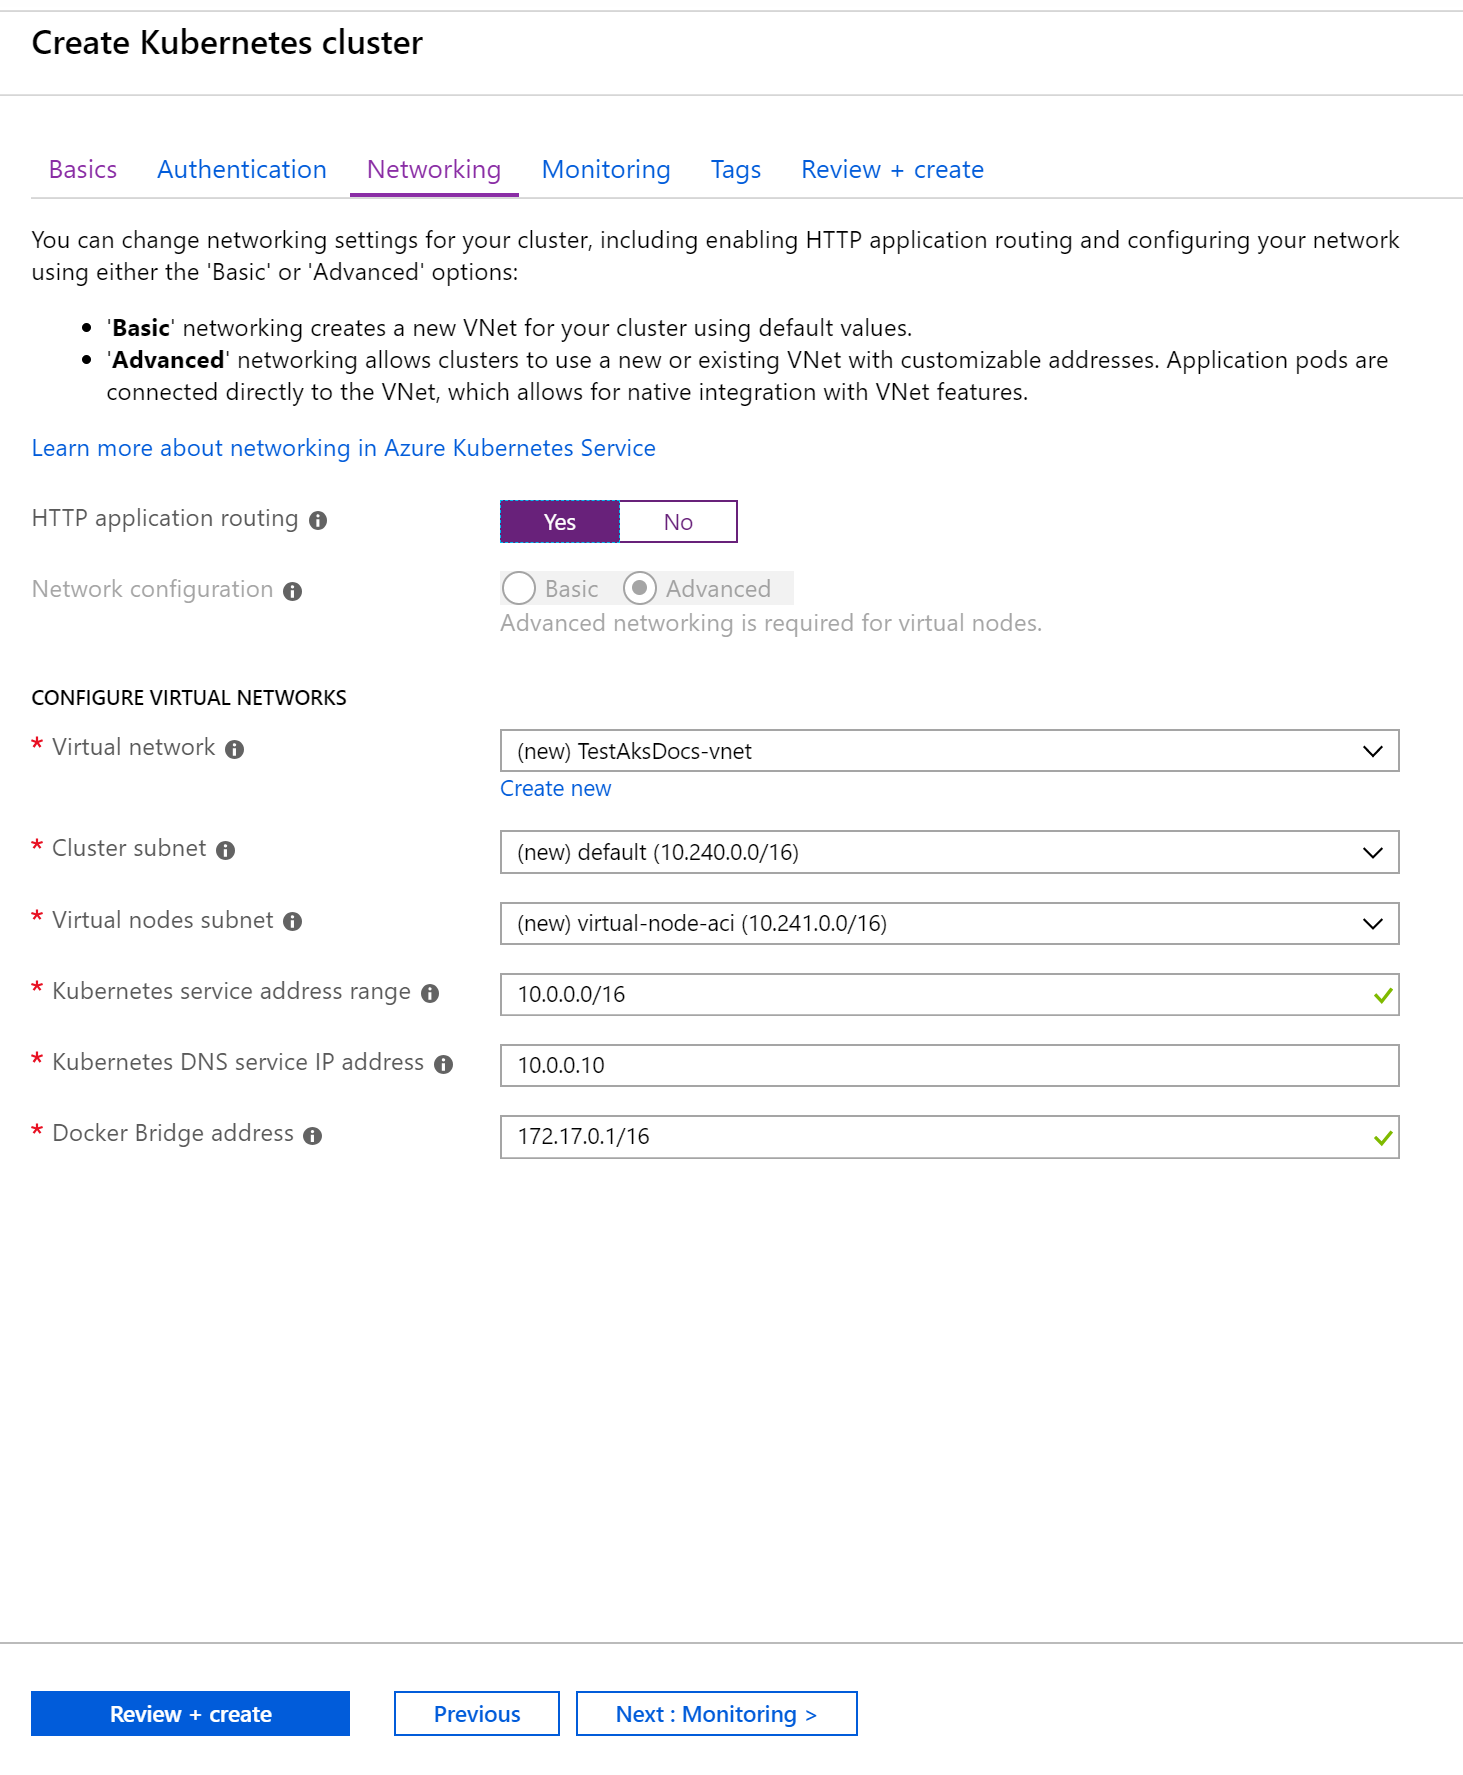 Create Kubernetes cluster
Basics Authentication Networking Monitoring Tags Review + create
You can change networking settings for your cluster, including enabling HTTP application routing and configuring your network
using either the 'Basic' or 'Advanced' options:
'Basic' networking creates a new VNet for your cluster using default values.
'Advanced' networking allows clusters to use a new or existing VNet with customizable addresses. Application pods are
connected directly to the VNet, which allows for native integration with VNet features.
Learn more about networking in Azure Kubernetes Service
HTTP application routing Yes No
Network configuration Basic Advanced
Advanced networking is required for virtual nodes.
CONFIGURE VIRTUAL NETWORKS
* Virtual network (new) TestAksDocs-vnet
Create new
* Cluster subnet (new) default (10.240.0.0/16)
* Virtual nodes subnet (new) virtual-node-aci (10.241.0.0/16)
* Kubernetes service address range 10.0.0.0/16
* Kubernetes DNS service IP address 10.0.0.10
* Docker Bridge address 172.17.0.1/16
Review + create Previous Next : Monitoring >